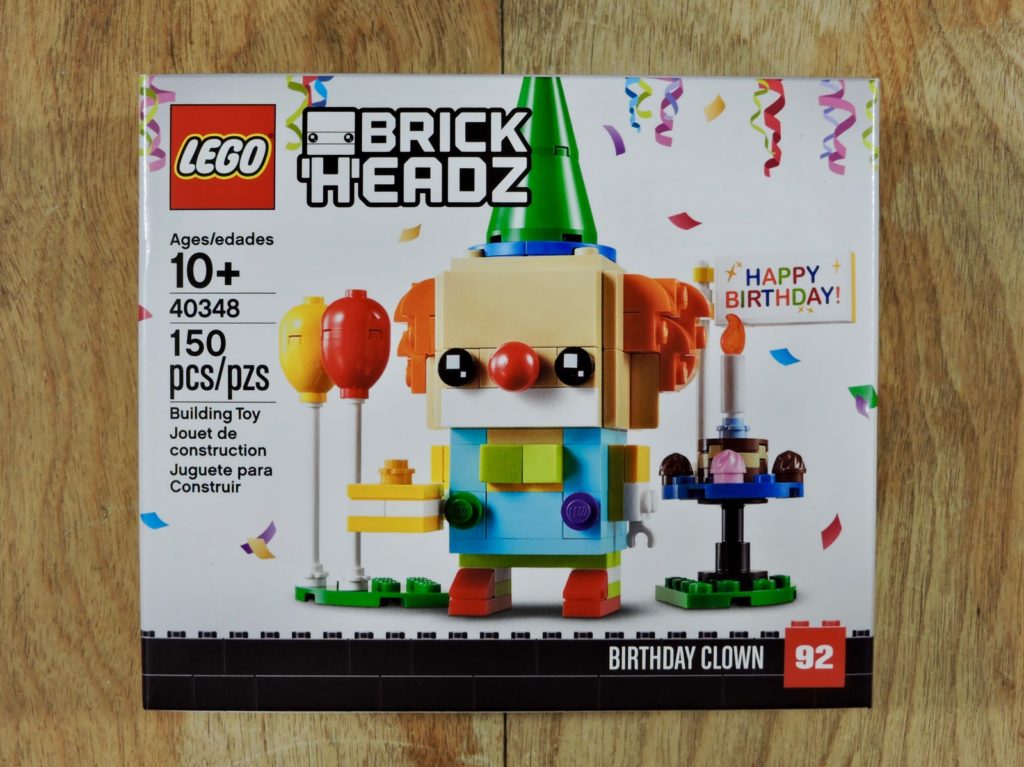 LEGO
BRICK
HEADZ
Ages/edades
10+
40348
150
pcs/pzs
Building Toy
Jouet de
construction
Juguete para
Construir
HAPPY
BIRTHDAY!
LEGO
BIRTHDAY CLOWN
92